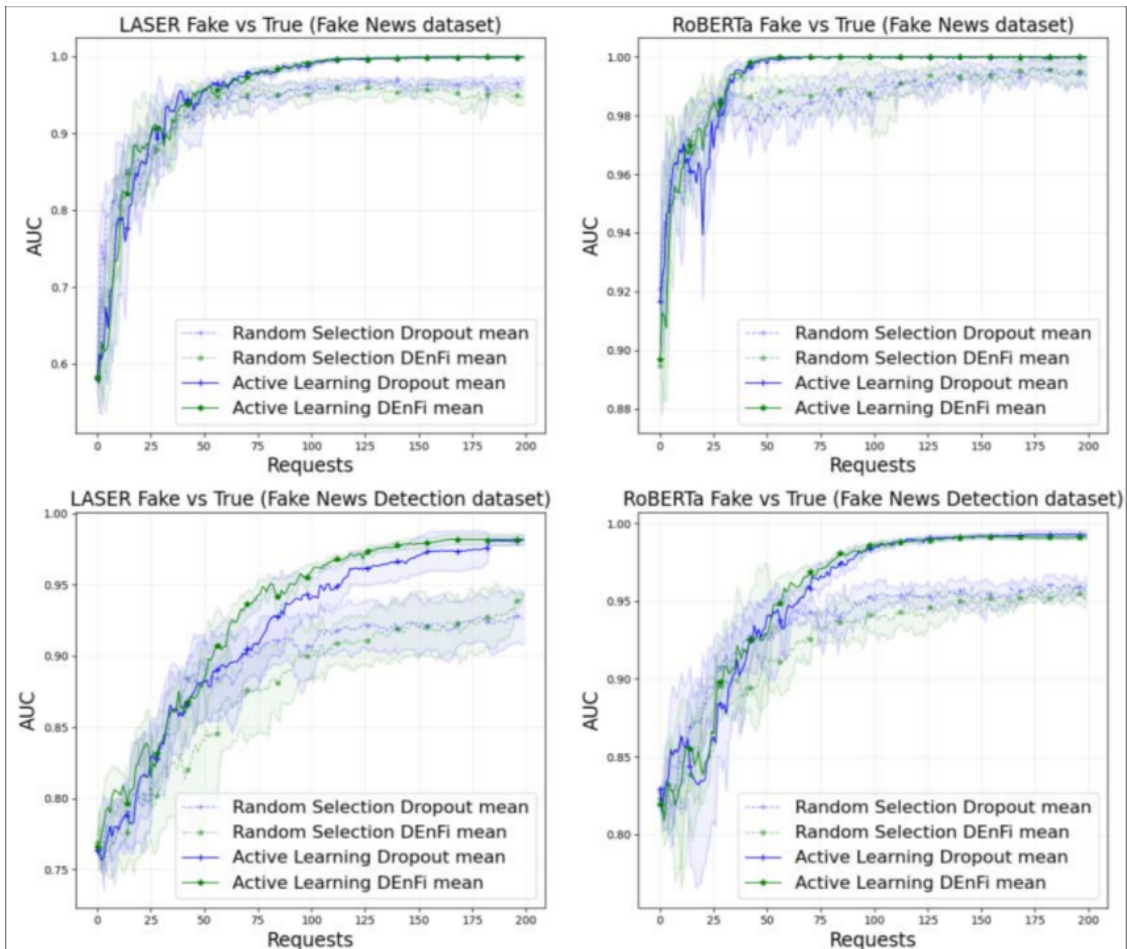 LASER Fake vs True (Fake News dataset)
AUC
1.0
0.9
0.8
0.7
0.6
0 25 50 75 100 125 150 175 200
Requests
Random Selection Dropout mean
Random Selection DEnFi mean
Active Learning Dropout mean
Active Learning DEnFi mean
RoBERTa Fake vs True (Fake News dataset)
AUC
1.00
0.98
0.96
0.94
0.92
0.90
0.88
0 25 50 75 100 125 150 175 200
Requests
Random Selection Dropout mean
Random Selection DEnFi mean
Active Learning Dropout mean
Active Learning DEnFi mean
LASER Fake vs True (Fake News Detection dataset)
AUC
1.00
0.95
0.90
0.85
0.80
0.75
0 25 50 75 100 125 150 175 200
Requests
Random Selection Dropout mean
Random Selection DEnFi mean
Active Learning Dropout mean
Active Learning DEnFi mean
RoBERTa Fake vs True (Fake News Detection dataset)
AUC
1.00
0.95
0.90
0.85
0.80
0 25 50 75 100 125 150 175 200
Requests
Random Selection Dropout mean
Random Selection DEnFi mean
Active Learning Dropout mean
Active Learning DEnFi mean